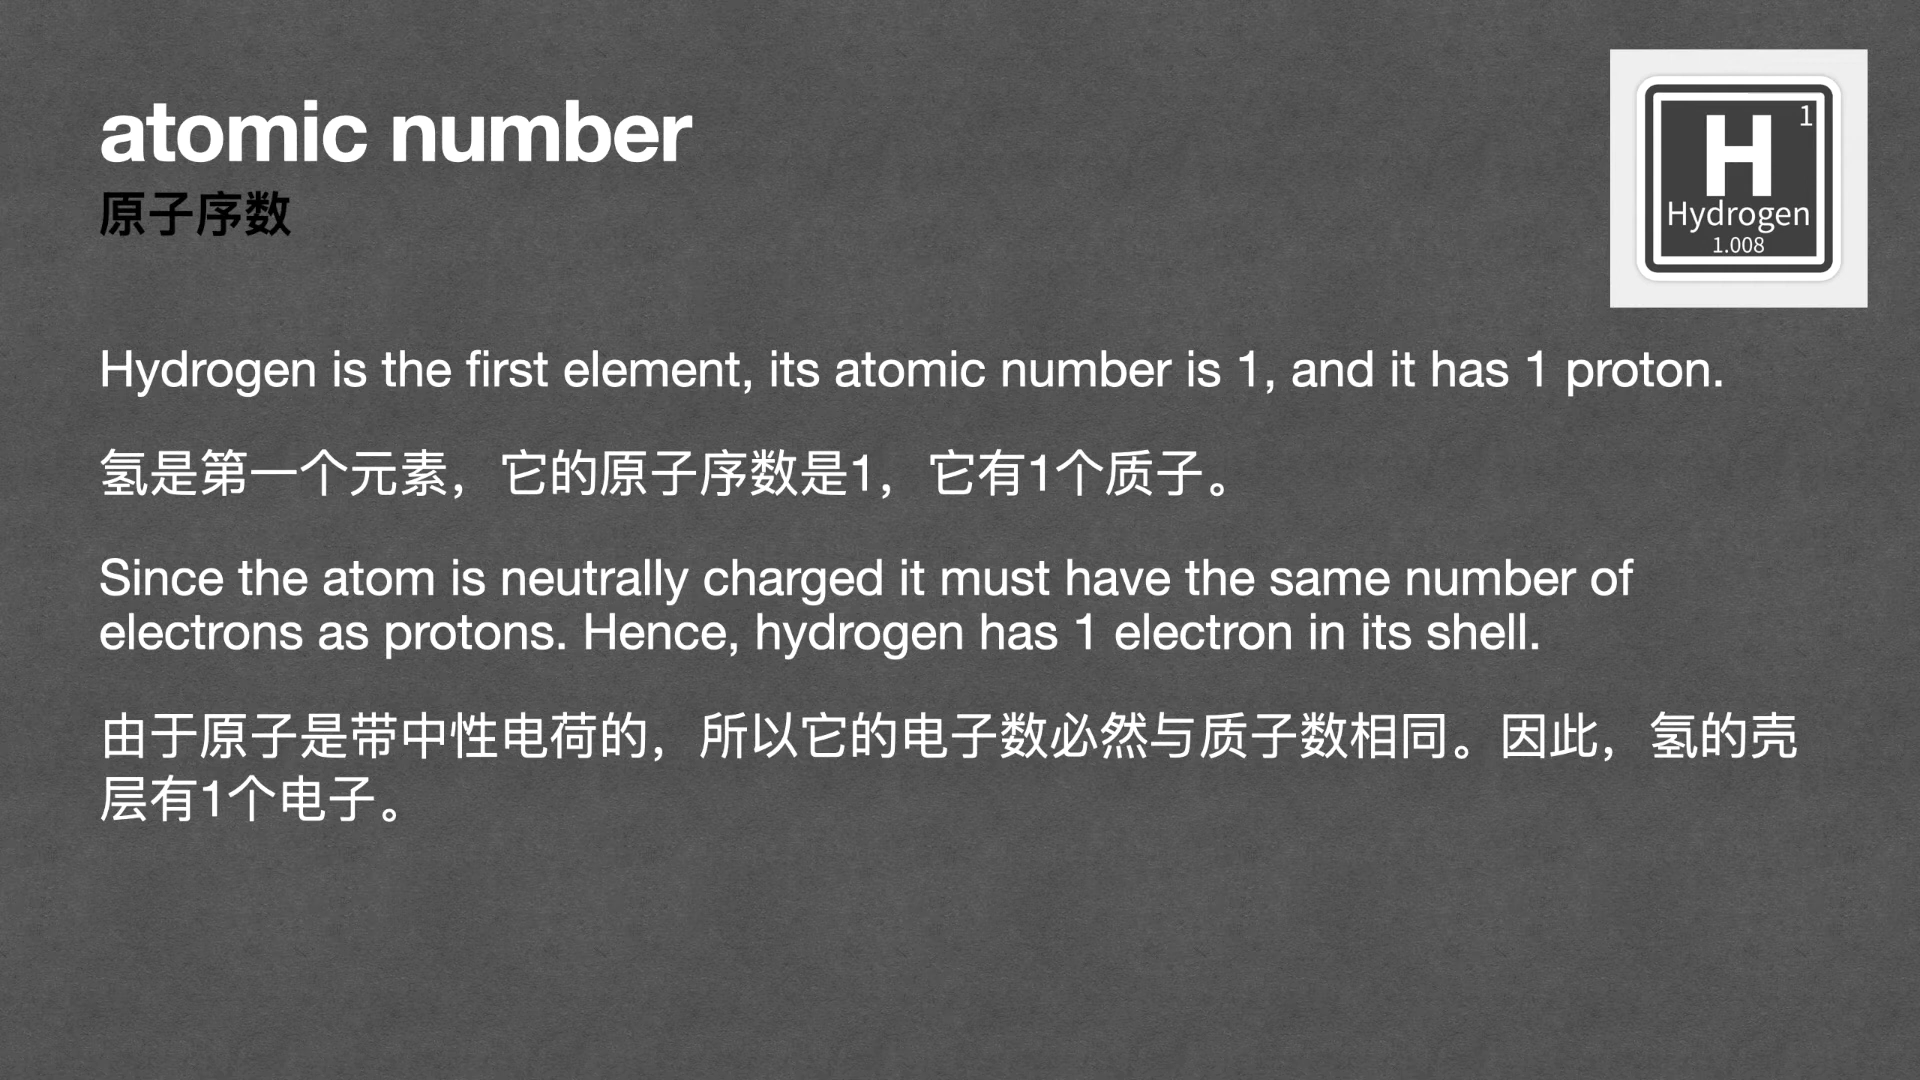 atomic number
原子序数
1
H
Hydrogen
1.008
Hydrogen is the first element, its atomic number is 1, and it has 1 proton.
氢是第一个元素，它的原子序数是1，它有1个质子。
Since the atom is neutrally charged it must have the same number of
electrons as protons. Hence, hydrogen has 1 electron in its shell.
由于原子是带中性电荷的，所以它的电子数必然与质子数相同。因此，氢的壳
层有1个电子。